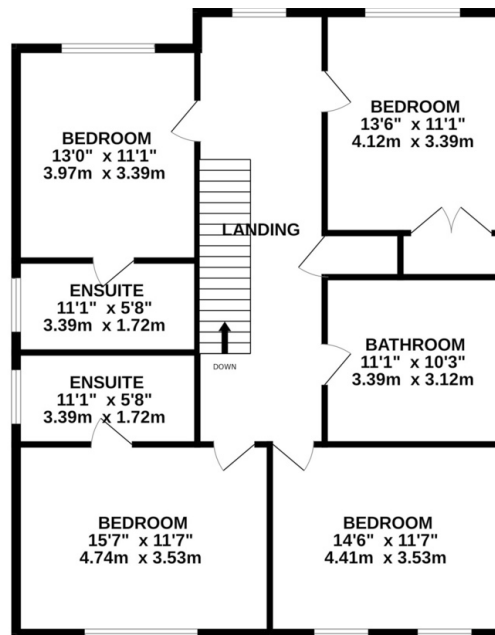 BEDROOM
13'0" x 11'1"
3.97m x 3.39m
BEDROOM
13'6" x 11'1"
4.12m x 3.39m
LANDING
ENSUITE
11'1" x 5'8"
3.39m x 1.72m
BATHROOM
11'1" x 10'3"
3.39m x 3.12m
DOWN
ENSUITE
11'1" x 5'8"
3.39m x 1.72m
BEDROOM
15'7" x 11'7"
4.74m x 3.53m
BEDROOM
14'6" x 11'7"
4.41m x 3.53m